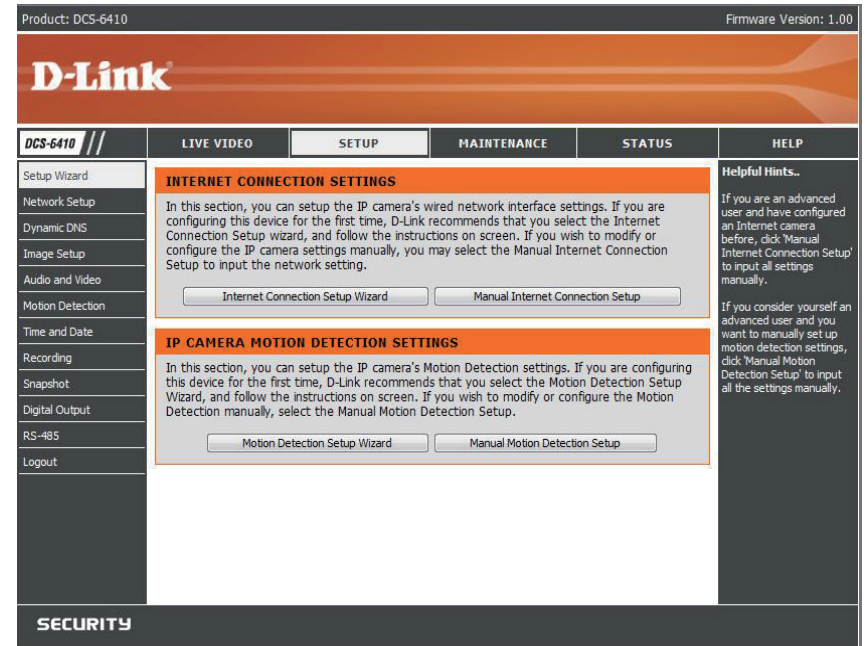 Product: DCS-6410
Firmware Version: 1.00
D-Link
DCS-6410 //
LIVE VIDEO
SETUP
MAINTENANCE
STATUS
HELP
Setup Wizard
Network Setup
Dynamic DNS
Image Setup
Audio and Video
Motion Detection
Time and Date
Recording
Snapshot
Digital Output
RS-485
Logout
INTERNET CONNECTION SETTINGS
In this section, you can setup the IP camera's wired network interface settings. If you are
configuring this device for the first time, D-Link recommends that you select the Internet
Connection Setup wizard, and follow the instructions on screen. If you wish to modify or
configure the IP camera settings manually, you may select the Manual Internet Connection
Setup to input the network setting.
Internet Connection Setup Wizard
Manual Internet Connection Setup
IP CAMERA MOTION DETECTION SETTINGS
In this section, you can setup the IP camera's Motion Detection settings. If you are configuring
this device for the first time, D-Link recommends that you select the Motion Detection Setup
Wizard, and follow the instructions on screen. If you wish to modify or configure the Motion
Detection manually, select the Manual Motion Detection Setup.
Motion Detection Setup Wizard
Manual Motion Detection Setup
Helpful Hints..
If you are an advanced
user and have configured
an Internet camera
before, click 'Manual
Internet Connection Setup'
to input all settings
manually.
If you consider yourself an
advanced user and you
want to manually set up
motion detection settings,
click 'Manual Motion
Detection Setup' to input
all the settings manually.
SECURITY